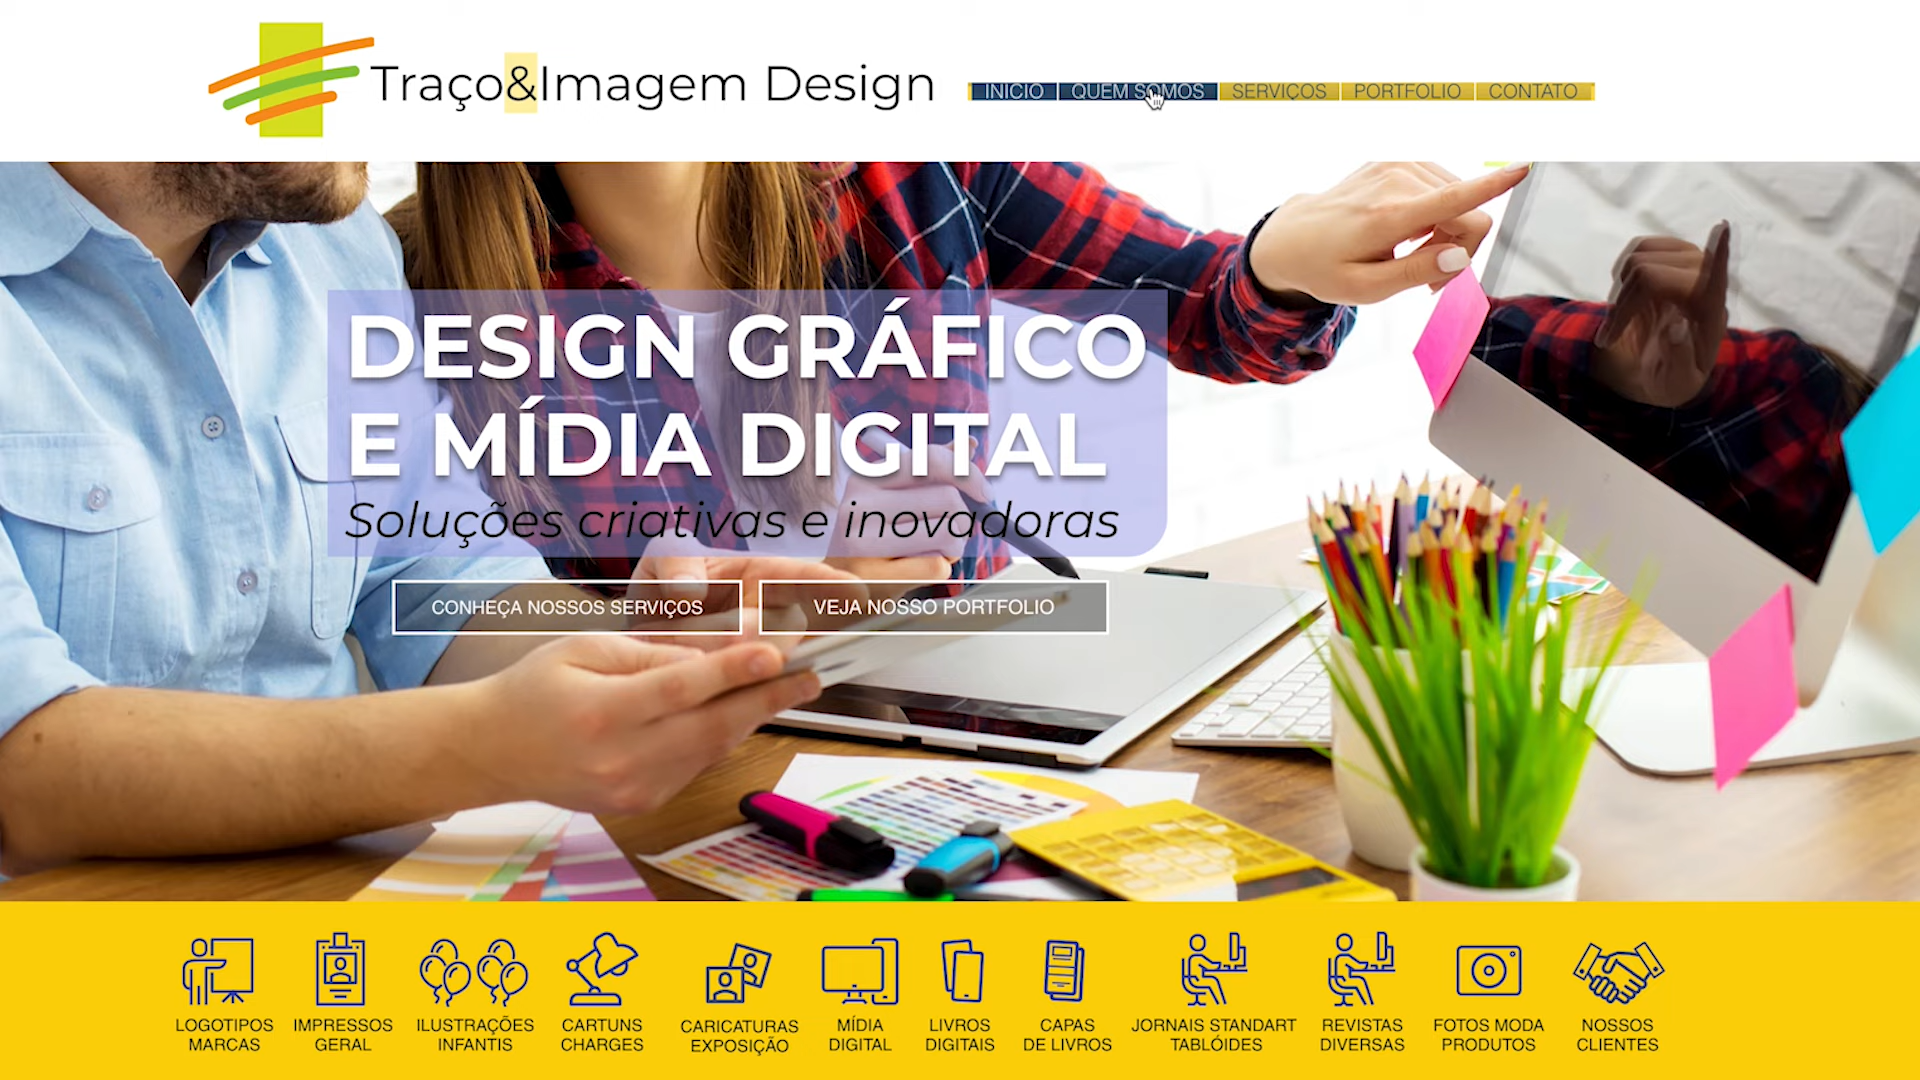 Traço&Imagem Design
INICIO QUEM SOMOS SERVIÇOS PORTFOLIO CONTATO
DESIGN GRÁFICO
E MÍDIA DIGITAL
Soluções criativas e inovadoras
CONHEÇA NOSSOS SERVIÇOS
VEJA NOSSO PORTFOLIO
LOGOTIPOS
MARCAS
IMPRESSOS
GERAL
ILUSTRAÇÕES
INFANTIS
CARTUNS
CHARGES
CARICATURAS
EXPOSIÇÃO
MÍDIA
DIGITAL
LIVROS
DIGITAIS
CAPAS
DE LIVROS
JORNAIS STANDART
TABLÓIDES
REVISTAS
DIVERSAS
FOTOS MODA
PRODUTOS
NOSSOS
CLIENTES